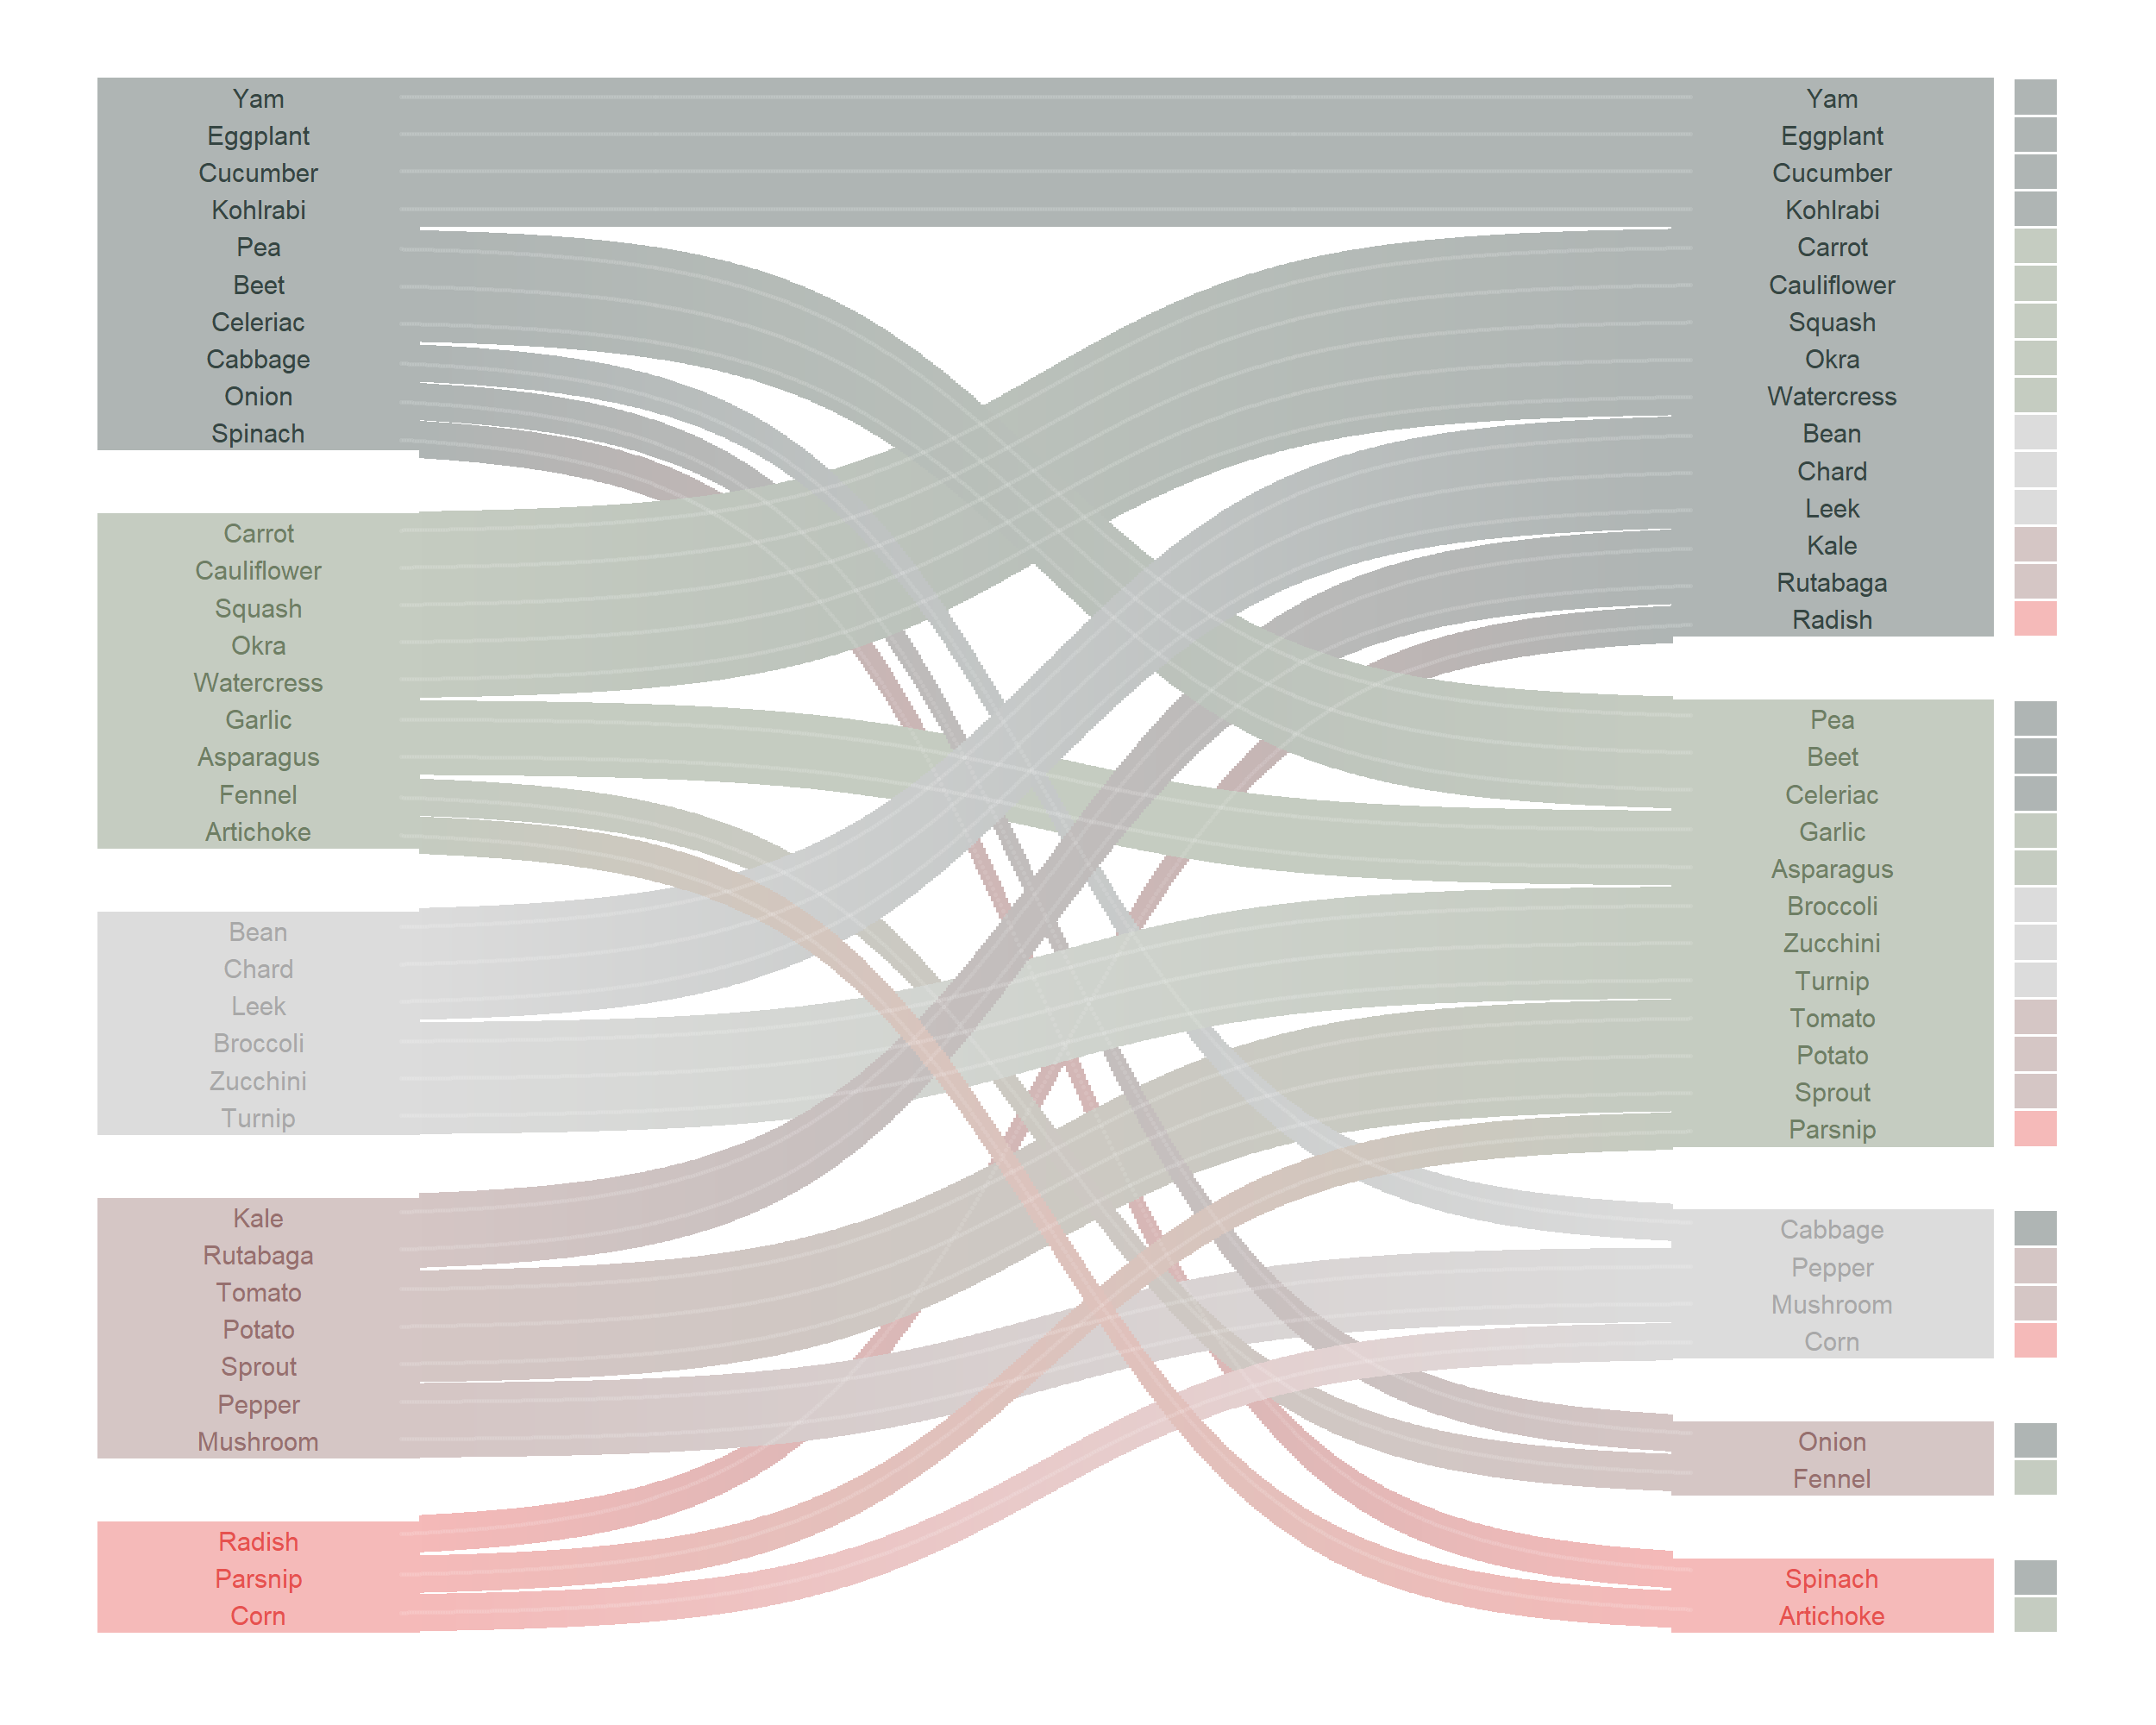 Yam
Eggplant
Cucumber
Kohlrabi
Pea
Beet
Celeriac
Cabbage
Onion
Spinach
Carrot
Cauliflower
Squash
Okra
Watercress
Garlic
Asparagus
Fennel
Artichoke
Bean
Chard
Leek
Broccoli
Zucchini
Turnip
Kale
Rutabaga
Tomato
Potato
Sprout
Pepper
Mushroom
Radish
Parsnip
Corn
Yam
Eggplant
Cucumber
Kohlrabi
Carrot
Cauliflower
Squash
Okra
Watercress
Bean
Chard
Leek
Kale
Rutabaga
Radish
Pea
Beet
Celeriac
Garlic
Asparagus
Broccoli
Zucchini
Turnip
Tomato
Potato
Sprout
Parsnip
Cabbage
Pepper
Mushroom
Corn
Onion
Fennel
Spinach
Artichoke